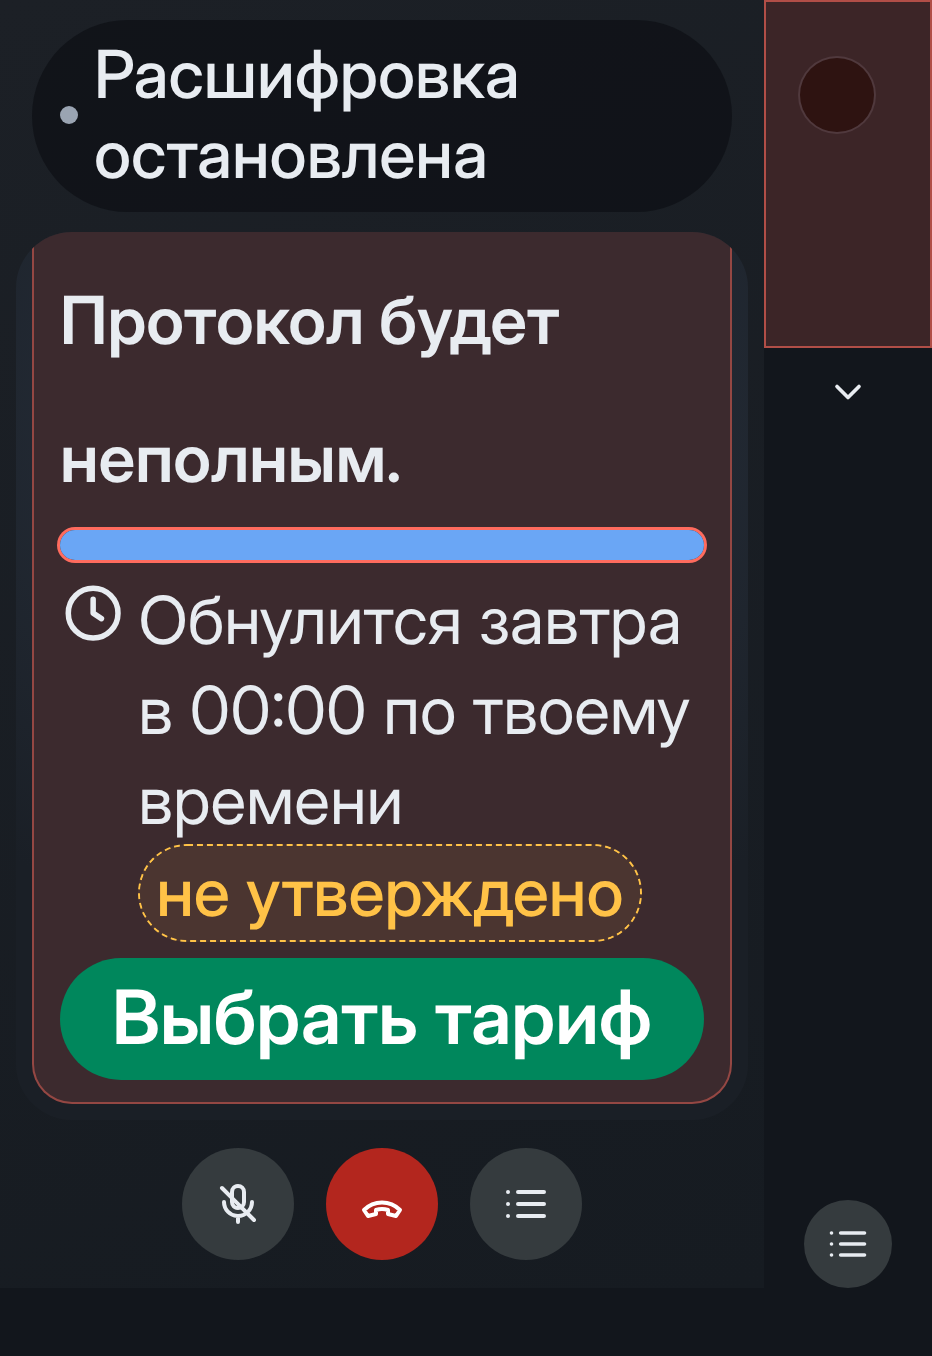 Расшифровка
остановлена
Протокол будет
неполным.
Обнулится завтра
в 00:00 по твоему
времени
не утверждено
Выбрать тариф